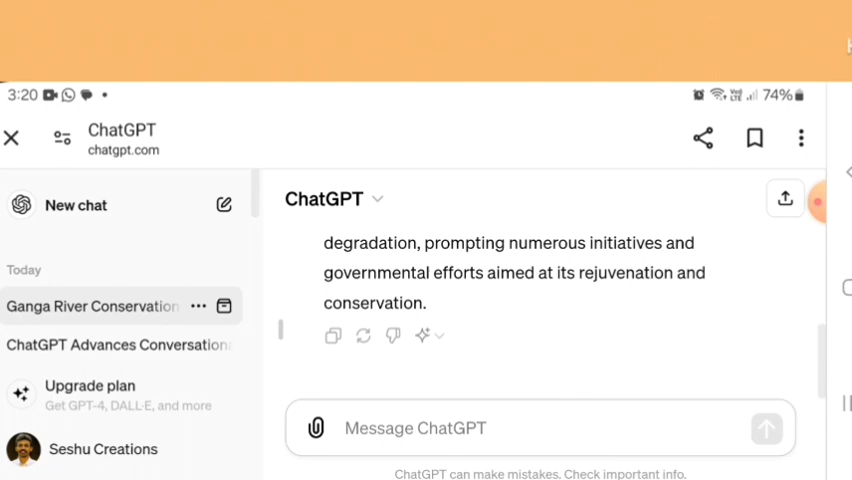 3:20
74%
ChatGPT
chatgpt.com
New chat
Today
Ganga River Conservation
ChatGPT Advances Conversation
Upgrade plan
Get GPT-4, DALL·E, and more
Seshu Creations
ChatGPT
degradation, prompting numerous initiatives and
governmental efforts aimed at its rejuvenation and
conservation.
Message ChatGPT
ChatGPT can make mistakes. Check important info.